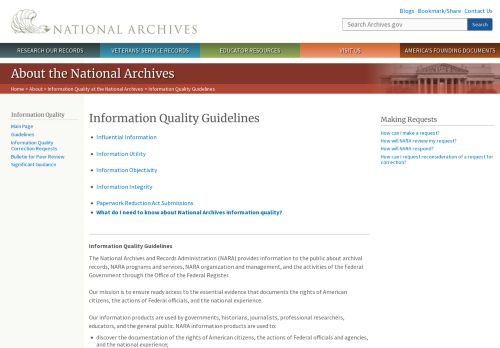 NATIONAL ARCHIVES
Blogs · Bookmark/Share · Contact Us
Search Archives.gov
Search
RESEARCH OUR RECORDS
VETERANS' SERVICE RECORDS
EDUCATOR RESOURCES
VISIT US
AMERICA'S FOUNDING DOCUMENTS
About the National Archives
Home > About > Information Quality at the National Archives > Information Quality Guidelines
Information Quality
Main Page
Guidelines
Information Quality
Correction Requests
Bulletin for Peer Review
Significant Guidance
Information Quality Guidelines
• Influential Information
• Information Utility
• Information Objectivity
• Information Integrity
• Paperwork Reduction Act Submissions
• What do I need to know about National Archives information quality?
Information Quality Guidelines
The National Archives and Records Administration (NARA) provides information to the public about archival
records, NARA programs and services, NARA organization and management, and the activities of the Federal
Government through the Office of the Federal Register.
Our mission is to ensure ready access to the essential evidence that documents the rights of American
citizens, the actions of Federal officials, and the national experience.
Our information products are used by governments, historians, journalists, professional researchers,
educators, and the general public. NARA information products are used to:
• discover the documentation of the rights of American citizens, the actions of Federal officials and agencies,
and the national experience;
Making Requests
How can I make a request?
How will NARA review my request?
How will NARA respond?
How can I request reconsideration of a request for
correction?